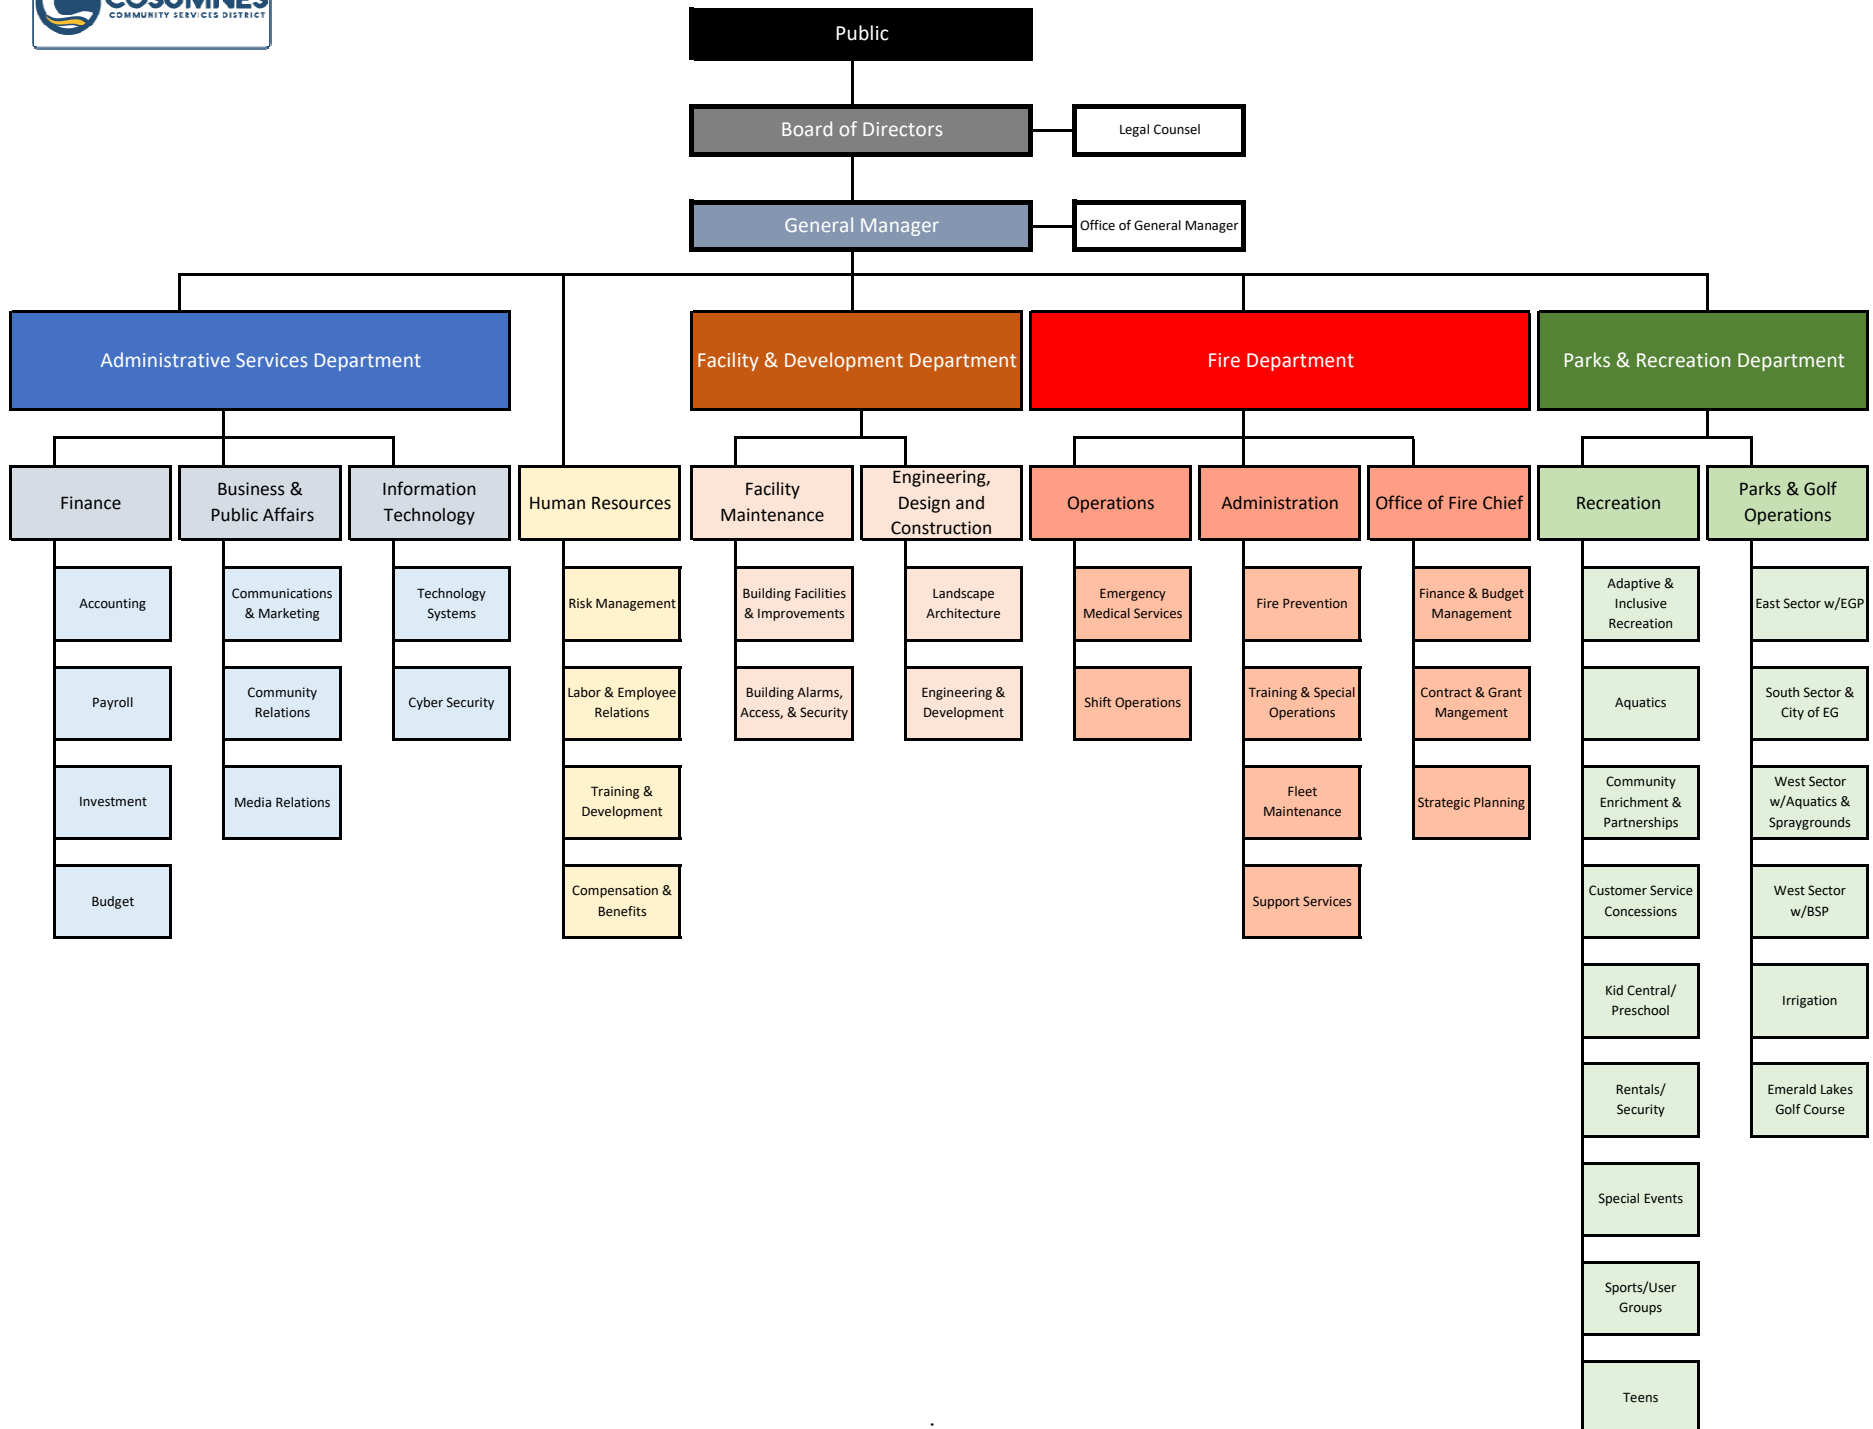 COSUMNES
COMMUNITY SERVICES DISTRICT
Public
Board of Directors
Legal Counsel
General Manager
Office of General Manager
Administrative Services Department
Facility & Development Department
Fire Department
Parks & Recreation Department
Finance
Business &
Public Affairs
Information
Technology
Human Resources
Facility
Maintenance
Engineering,
Design and
Construction
Operations
Administration
Office of Fire Chief
Recreation
Parks & Golf
Operations
Accounting
Communications
& Marketing
Technology
Systems
Risk Management
Building Facilities
& Improvements
Landscape
Architecture
Emergency
Medical Services
Fire Prevention
Finance & Budget
Management
Adaptive &
Inclusive
Recreation
East Sector w/EGP
Payroll
Community
Relations
Cyber Security
Labor & Employee
Relations
Building Alarms,
Access, & Security
Engineering &
Development
Shift Operations
Training & Special
Operations
Contract & Grant
Mangement
Aquatics
South Sector &
City of EG
Investment
Media Relations
Training &
Development
Fleet
Maintenance
Strategic Planning
Community
Enrichment &
Partnerships
West Sector
w/Aquatics &
Spraygrounds
Budget
Compensation &
Benefits
Support Services
Customer Service
Concessions
West Sector
w/BSP
Kid Central/
Preschool
Irrigation
Rentals/
Security
Emerald Lakes
Golf Course
Special Events
Sports/User
Groups
Teens
.